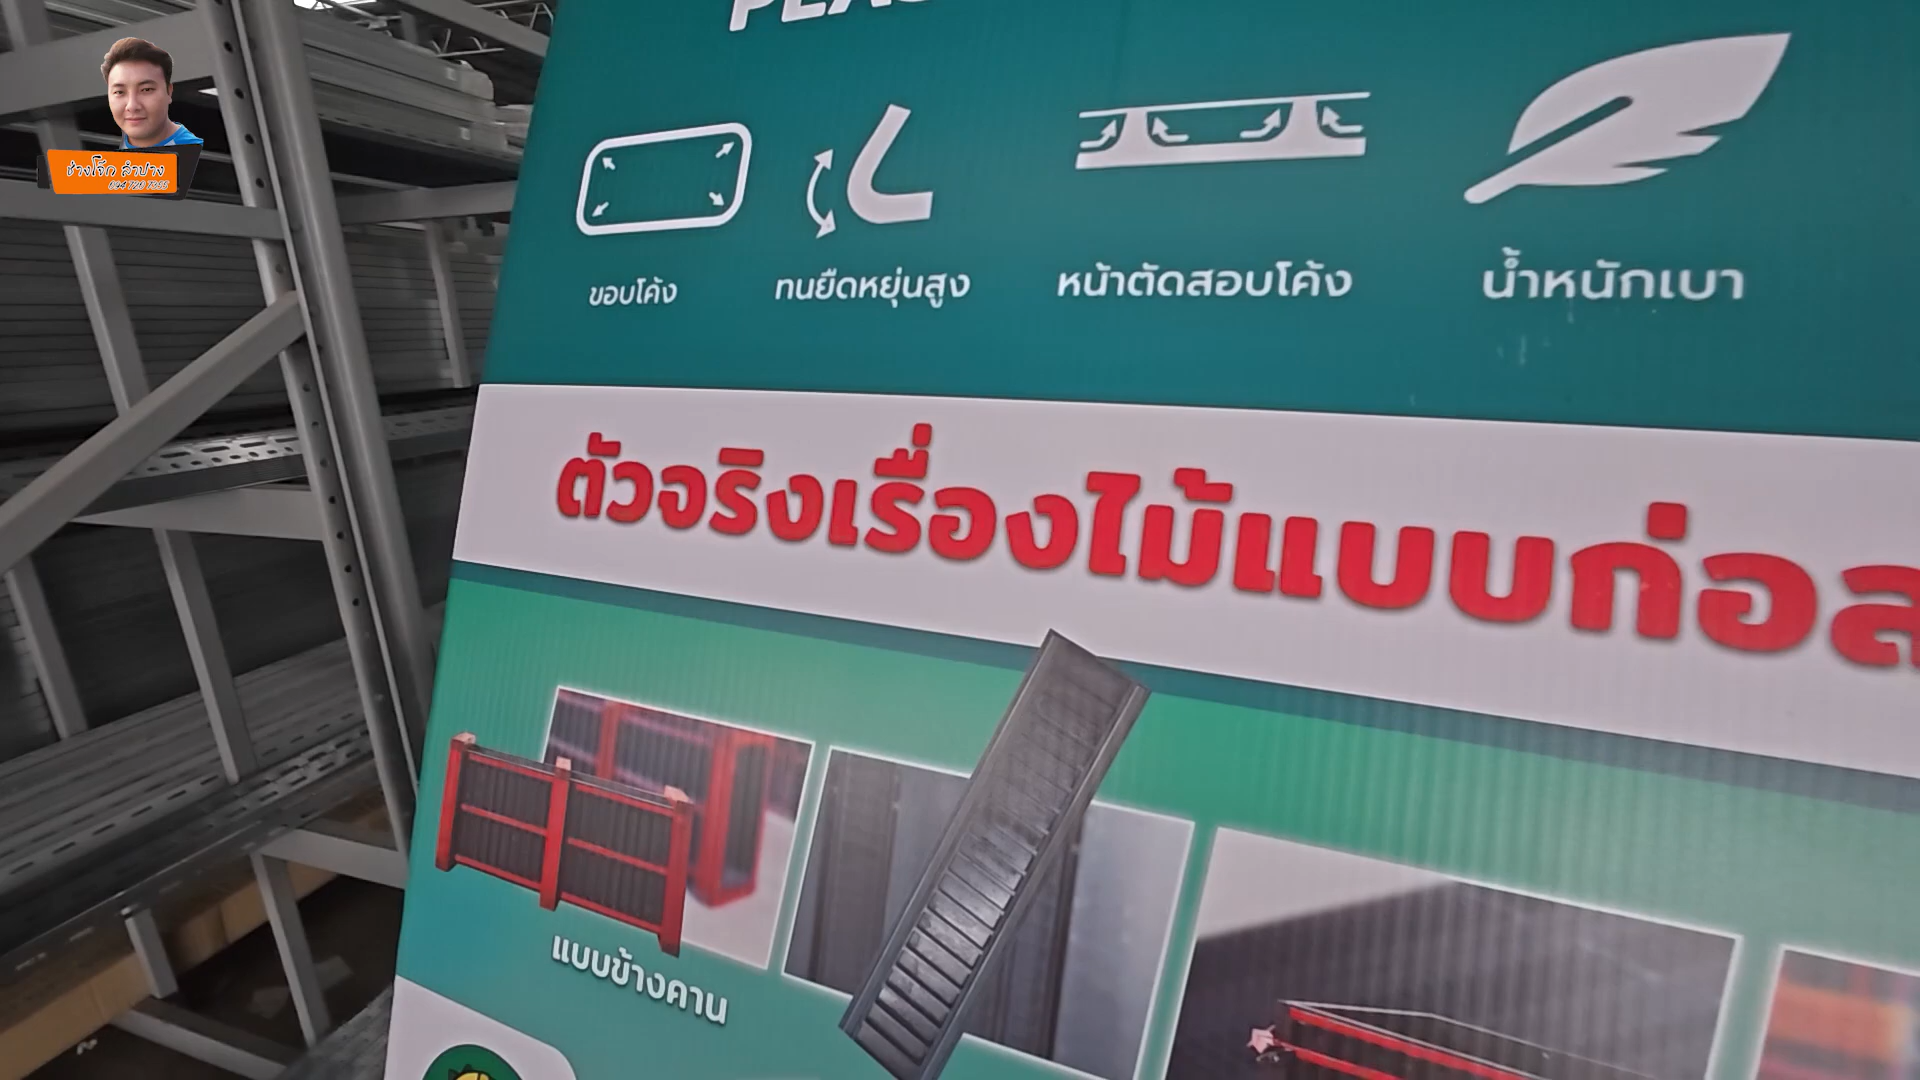 ช่างโจ๊ก ลำปาง
ขอบโค้ง
ทนยืดหยุ่นสูง
หน้าตัดสอบโค้ง
น้ำหนักเบา
ตัวจริงเรื่องไม้แบบก่อ
แบบข้างคาน